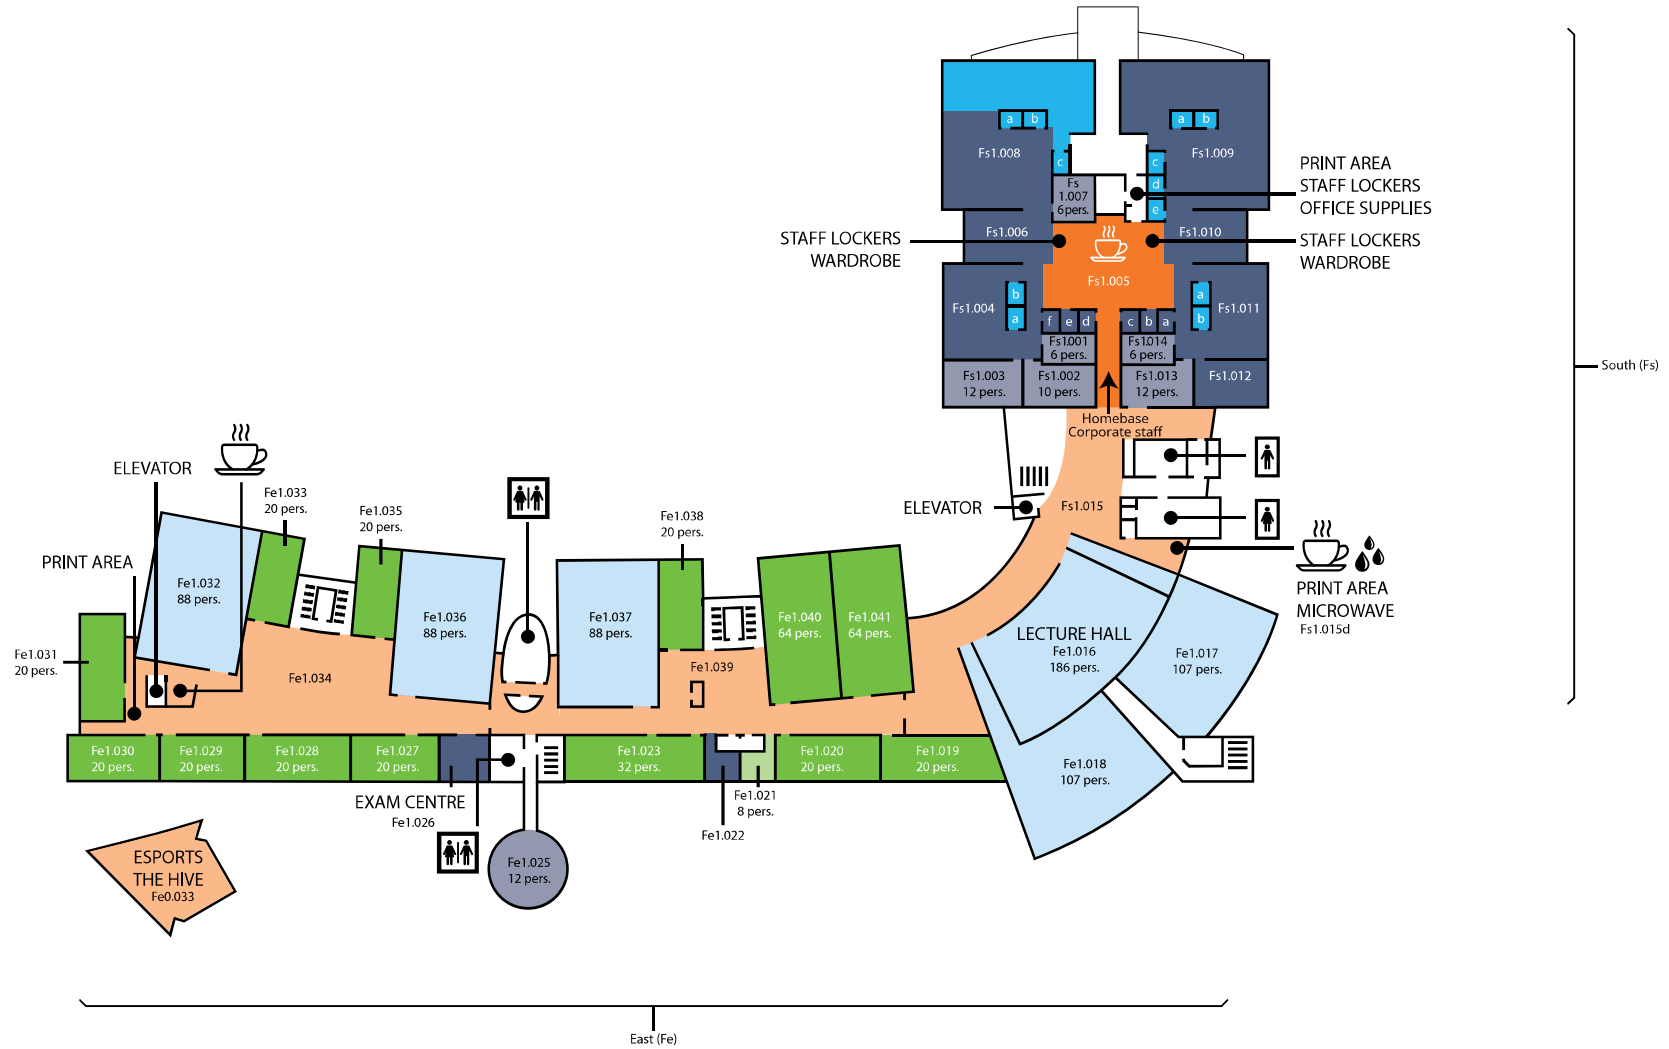 a b
a b
Fs1.008
Fs1.009
c
c
Fs
1.007
6pers.
d
e
PRINT AREA
STAFF LOCKERS
OFFICE SUPPLIES
STAFF LOCKERS
WARDROBE
Fs1.006
Fs1.010
STAFF LOCKERS
WARDROBE
Fs1.005
Fs1.004
b
a
a
b
Fs1.011
f e d
c b a
Fs1.001
6 pers.
Fs1.014
6 pers.
Fs1.003
12 pers.
Fs1.002
10 pers.
Fs1.013
12 pers.
Fs1.012
South (Fs)
Homebase
Corporate staff
ELEVATOR
Fs1.015
PRINT AREA
MICROWAVE
Fs1.015d
ELEVATOR
Fe1.033
20 pers.
Fe1.035
20 pers.
Fe1.038
20 pers.
PRINT AREA
Fe1.032
88 pers.
Fe1.036
88 pers.
Fe1.037
88 pers.
Fe1.040
64 pers.
Fe1.041
64 pers.
LECTURE HALL
Fe1.016
186 pers.
Fe1.017
107 pers.
Fe1.031
20 pers.
Fe1.034
Fe1.039
Fe1.030
20 pers.
Fe1.029
20 pers.
Fe1.028
20 pers.
Fe1.027
20 pers.
Fe1.023
32 pers.
Fe1.020
20 pers.
Fe1.019
20 pers.
Fe1.018
107 pers.
EXAM CENTRE
Fe1.026
Fe1.021
8 pers.
Fe1.022
Fe1.025
12 pers.
ESPORTS
THE HIVE
Fe0.033
East (Fe)